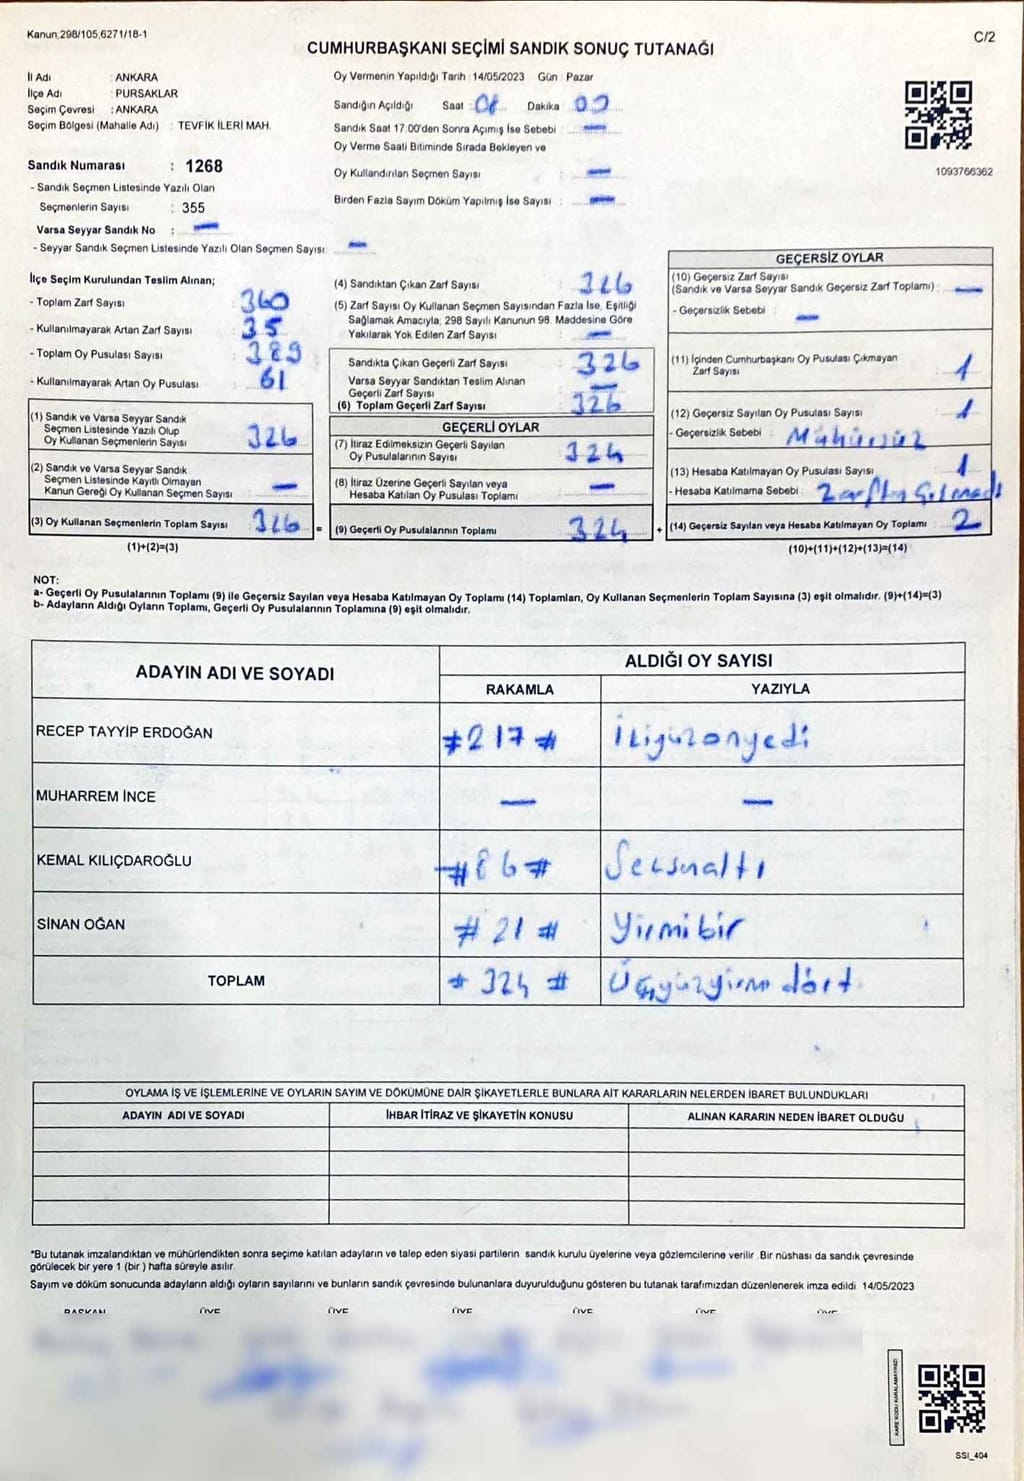 Kanun,298/105,6271/18-1
C/2
CUMHURBAŞKANI SEÇİMİ SANDIK SONUÇ TUTANAĞI
İl Adı : ANKARA
İlçe Adı : PURSAKLAR
Seçim Çevresi : ANKARA
Seçim Bölgesi (Mahalle Adı) : TEVFİK İLERİ MAH.
Sandık Numarası : 1268
- Sandık Seçmen Listesinde Yazılı Olan
Seçmenlerin Sayısı : 355
Varsa Seyyar Sandık No : —
- Seyyar Sandık Seçmen Listesinde Yazılı Olan Seçmen Sayısı: —
Oy Vermenin Yapıldığı Tarih : 14/05/2023 Gün : Pazar
Sandığın Açıldığı Saat : 08 Dakika : 00
Sandık Saat 17.00'den Sonra Açımış İse Sebebi : —
Oy Verme Saati Bitiminde Sırada Bekleyen ve
Oy Kullandırılan Seçmen Sayısı : —
Birden Fazla Sayım Döküm Yapılmış İse Sayısı : —
1093766362
İlçe Seçim Kurulundan Teslim Alınan;
- Toplam Zarf Sayısı : 360
- Kullanılmayarak Artan Zarf Sayısı : 35
- Toplam Oy Pusulası Sayısı : 389
- Kullanılmayarak Artan Oy Pusulası : 61
(1) Sandık ve Varsa Seyyar Sandık
Seçmen Listesinde Yazılı Olup
Oy Kullanan Seçmenlerin Sayısı : 326
(2) Sandık ve Varsa Seyyar Sandık
Seçmen Listesinde Kayıtlı Olmayan
Kanun Gereği Oy Kullanan Seçmen Sayısı : —
(3) Oy Kullanan Seçmenlerin Toplam Sayısı : 326 =
(1)+(2)=(3)
(4) Sandıktan Çıkan Zarf Sayısı : 326
(5) Zarf Sayısı Oy Kullanan Seçmen Sayısından Fazla İse, Eşitliği
Sağlamak Amacıyla, 298 Sayılı Kanunun 98. Maddesine Göre
Yakılarak Yok Edilen Zarf Sayısı : —
Sandıkta Çıkan Geçerli Zarf Sayısı : 326
Varsa Seyyar Sandıktan Teslim Alınan
Geçerli Zarf Sayısı : —
(6) Toplam Geçerli Zarf Sayısı : 326
GEÇERLİ OYLAR
(7) İtiraz Edilmeksizin Geçerli Sayılan
Oy Pusulalarının Sayısı : 324
(8) İtiraz Üzerine Geçerli Sayılan veya
Hesaba Katılan Oy Pusulası Toplamı : —
(9) Geçerli Oy Pusulalarının Toplamı : 324 +
GEÇERSİZ OYLAR
(10) Geçersiz Zarf Sayısı
(Sandık ve Varsa Seyyar Sandık Geçersiz Zarf Toplamı) : —
- Geçersizlik Sebebi : —
(11) İçinden Cumhurbaşkanı Oy Pusulası Çıkmayan
Zarf Sayısı : 1
(12) Geçersiz Sayılan Oy Pusulası Sayısı : 1
- Geçersizlik Sebebi : Mühürsüz
(13) Hesaba Katılmayan Oy Pusulası Sayısı : 1
- Hesaba Katılmama Sebebi : Zarftan Çıkmadı
(14) Geçersiz Sayılan veya Hesaba Katılmayan Oy Toplamı : 2
(10)+(11)+(12)+(13)=(14)
NOT:
a- Geçerli Oy Pusulalarının Toplamı (9) ile Geçersiz Sayılan veya Hesaba Katılmayan Oy Toplamı (14) Toplamları, Oy Kullanan Seçmenlerin Toplam Sayısına (3) eşit olmalıdır. (9)+(14)=(3)
b- Adayların Aldığı Oyların Toplamı, Geçerli Oy Pusulalarının Toplamına (9) eşit olmalıdır.
ADAYIN ADI VE SOYADI
ALDIĞI OY SAYISI
RAKAMLA YAZIYLA
RECEP TAYYİP ERDOĞAN #217# İkiyüzonyedi
MUHARREM İNCE — —
KEMAL KILIÇDAROĞLU #86# Seksenaltı
SİNAN OĞAN #21# Yirmibir
TOPLAM #324# Üçyüzyirmidört
OYLAMA İŞ VE İŞLEMLERİNE VE OYLARIN SAYIM VE DÖKÜMÜNE DAİR ŞİKAYETLERLE BUNLARA AİT KARARLARIN NELERDEN İBARET BULUNDUKLARI
ADAYIN ADI VE SOYADI İHBAR İTİRAZ VE ŞİKAYETİN KONUSU ALINAN KARARIN NEDEN İBARET OLDUĞU
*Bu tutanak imzalandıktan ve mühürlendikten sonra seçime katılan adayların ve talep eden siyasi partilerin sandık kurulu üyelerine veya gözlemcilerine verilir. Bir nüshası da sandık çevresinde
görülecek bir yere 1 (bir ) hafta süreyle asılır.
Sayım ve döküm sonucunda adayların aldığı oyların sayılarını ve bunların sandık çevresinde bulunanlara duyurulduğunu gösteren bu tutanak tarafımızdan düzenlenerek imza edildi. 14/05/2023
BAŞKAN ÜYE ÜYE ÜYE ÜYE ÜYE ÜYE
KARE KODU KARALAMAYINIZ!
SSI_404